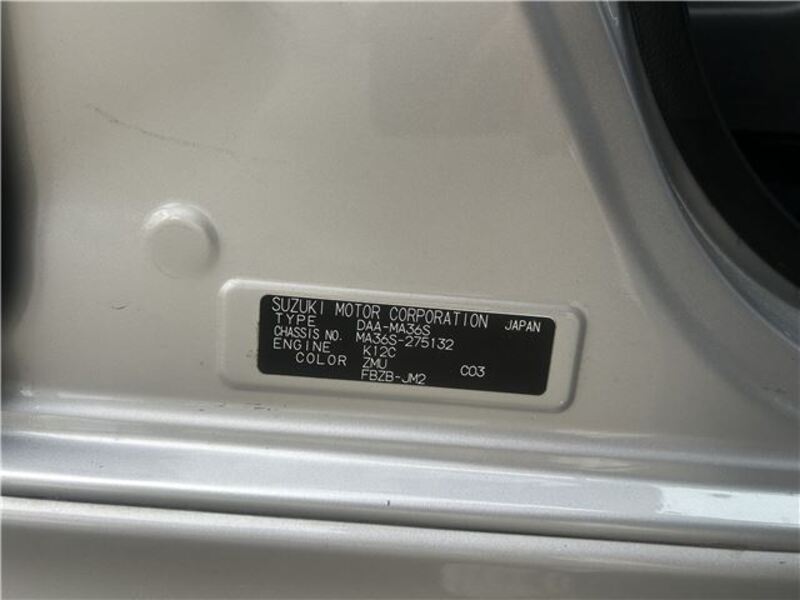 SUZUKI MOTOR CORPORATION JAPAN
TYPE DAA-MA36S
CHASSIS NO. MA36S-275132
ENGINE K12C
COLOR ZMU C03
FBZB-JM2